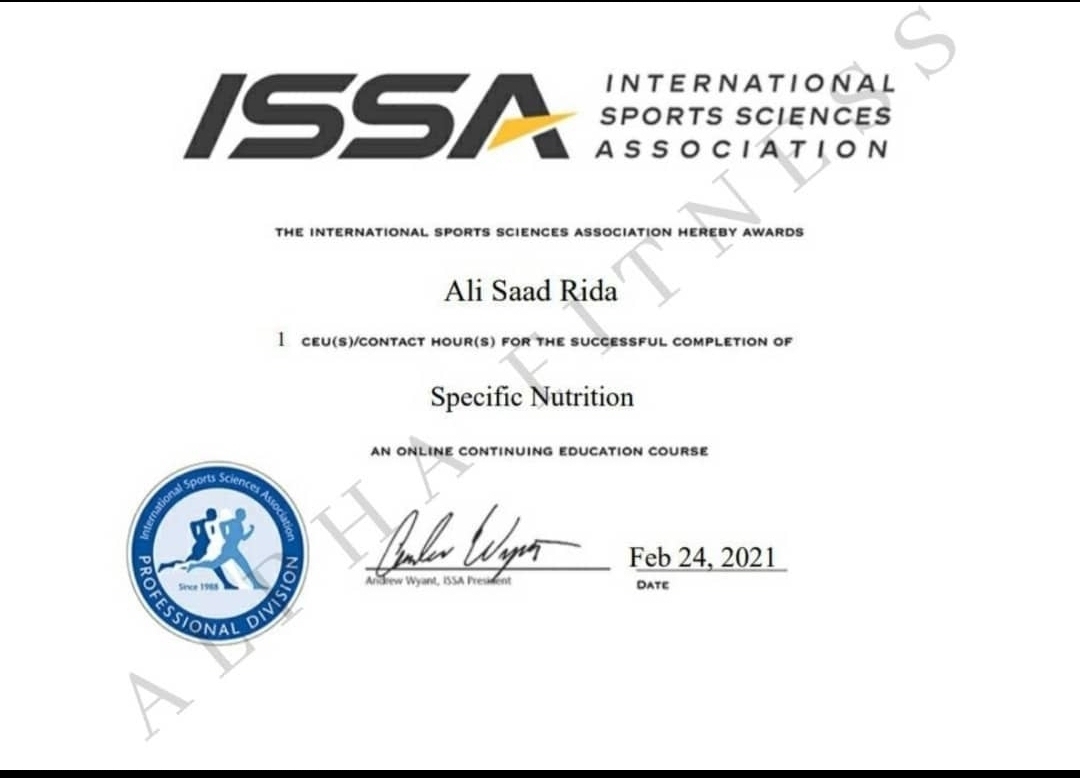 ISSA
INTERNATIONAL
SPORTS SCIENCES
ASSOCIATION
THE INTERNATIONAL SPORTS SCIENCES ASSOCIATION HEREBY AWARDS
Ali Saad Rida
1 CEU(S)/CONTACT HOUR(S) FOR THE SUCCESSFUL COMPLETION OF
Specific Nutrition
AN ONLINE CONTINUING EDUCATION COURSE
International Sports Sciences Association
Since 1988
PROFESSIONAL DIVISION
Andrew Wyant, ISSA President
Feb 24, 2021
DATE
ALPHA FITNESS